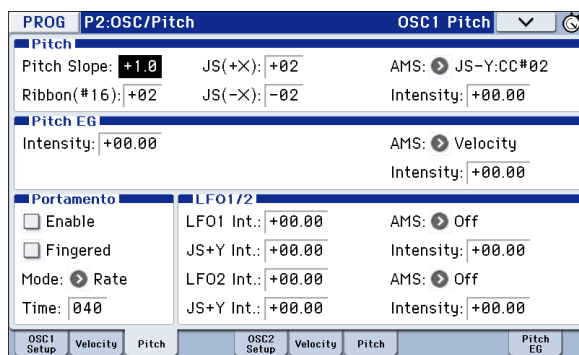 PROG P2:OSC/Pitch OSC1 Pitch
Pitch
Pitch Slope: +1.0 JS(+X): +02 AMS: JS-Y:CC#02
Ribbon(#16): +02 JS(-X): -02 Intensity: +00.00
Pitch EG
Intensity: +00.00 AMS: Velocity
Intensity: +00.00
Portamento LFO1/2
Enable LFO1 Int.: +00.00 AMS: Off
Fingered JS+Y Int.: +00.00 Intensity: +00.00
Mode: Rate LFO2 Int.: +00.00 AMS: Off
Time: 040 JS+Y Int.: +00.00 Intensity: +00.00
OSC1 Setup Velocity Pitch OSC2 Setup Velocity Pitch Pitch EG